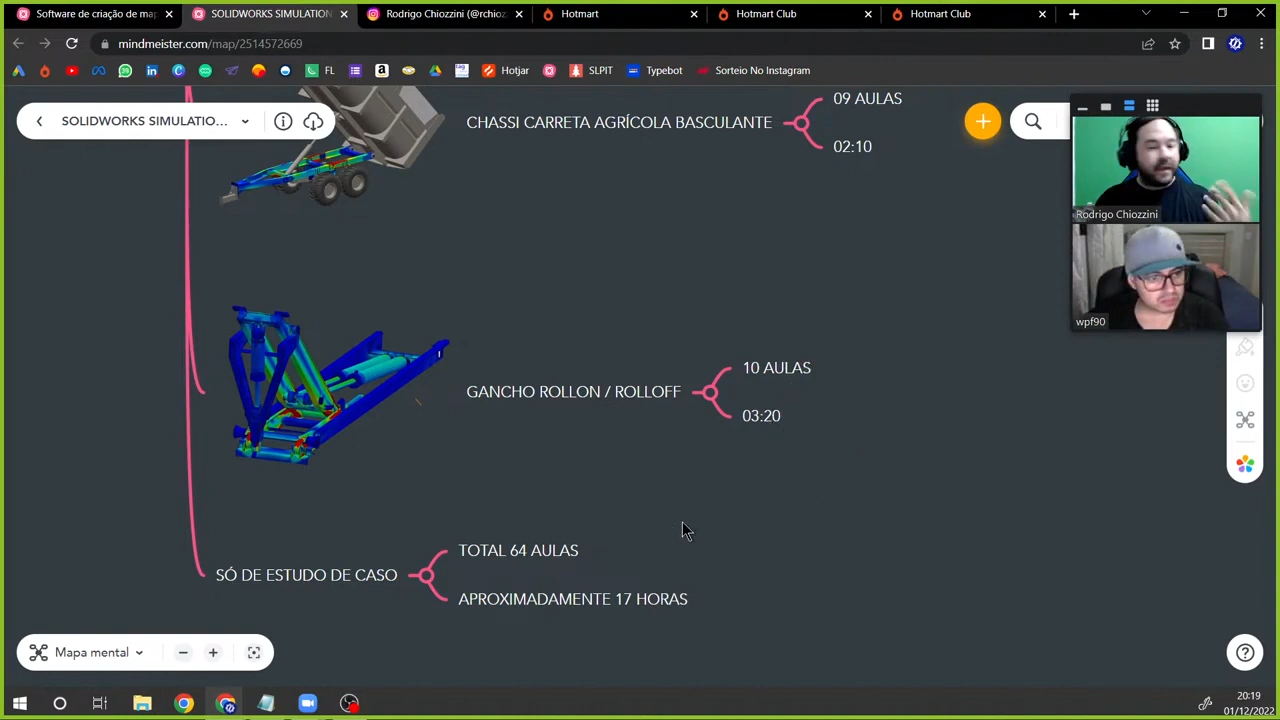 Software de criação de map
SOLIDWORKS SIMULATION
Rodrigo Chiozzini (@rchioz
Hotmart
Hotmart Club
Hotmart Club
mindmeister.com/map/2514572669
FL
Hotjar
SLPIT
Typebot
Sorteio No Instagram
SOLIDWORKS SIMULATIO...
CHASSI CARRETA AGRÍCOLA BASCULANTE
09 AULAS
02:10
Rodrigo Chiozzini
wpf90
GANCHO ROLLON / ROLLOFF
10 AULAS
03:20
SÓ DE ESTUDO DE CASO
TOTAL 64 AULAS
APROXIMADAMENTE 17 HORAS
Mapa mental
20:19
01/12/2022